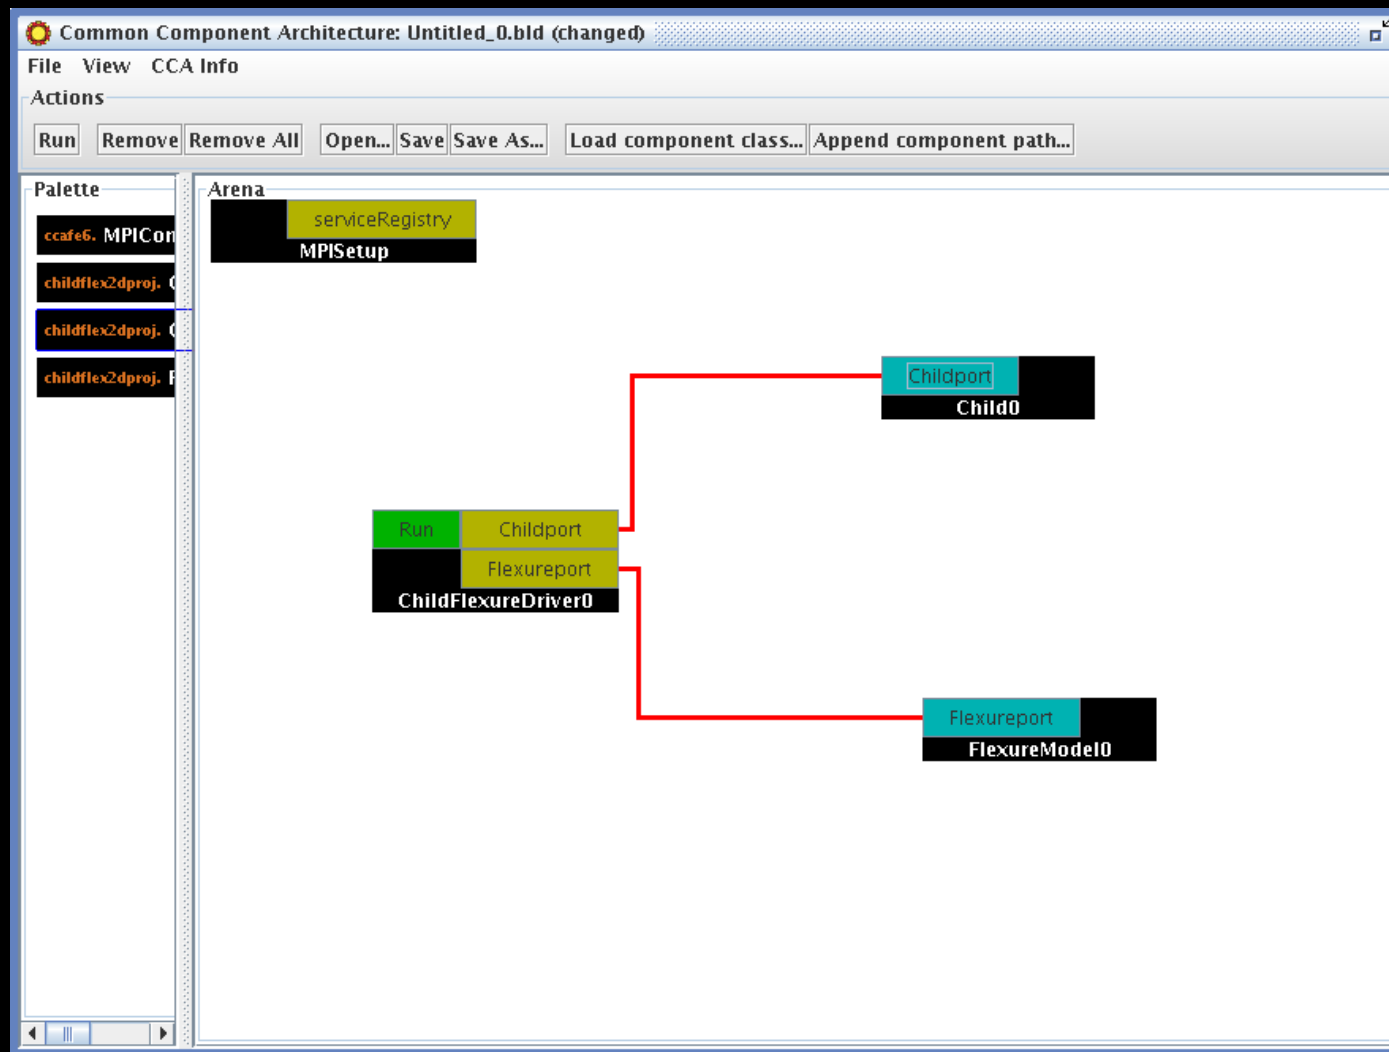 Common Component Architecture: Untitled_0.bld (changed)
File View CCA Info
Actions
Run Remove Remove All Open... Save Save As... Load component class... Append component path...
Palette
ccafe6. MPICon
childflex2dproj.
childflex2dproj.
childflex2dproj.
Arena
serviceRegistry
MPISetup
Childport
Child0
Run Childport
Flexureport
ChildFlexureDriver0
Flexureport
FlexureModel0